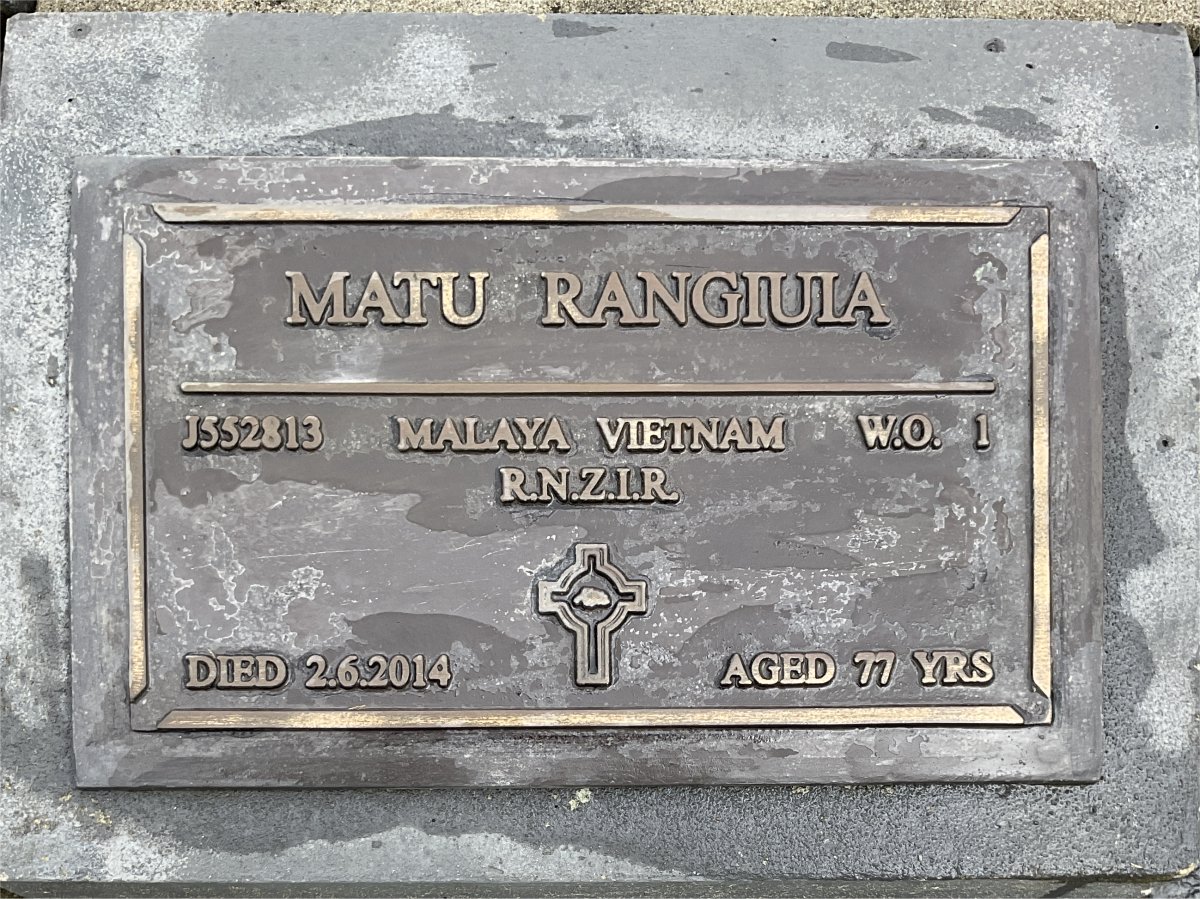 MATU RANGIUIA
J552813 MALAYA VIETNAM W.O. 1
R.N.Z.I.R.
DIED 2.6.2014 AGED 77 YRS